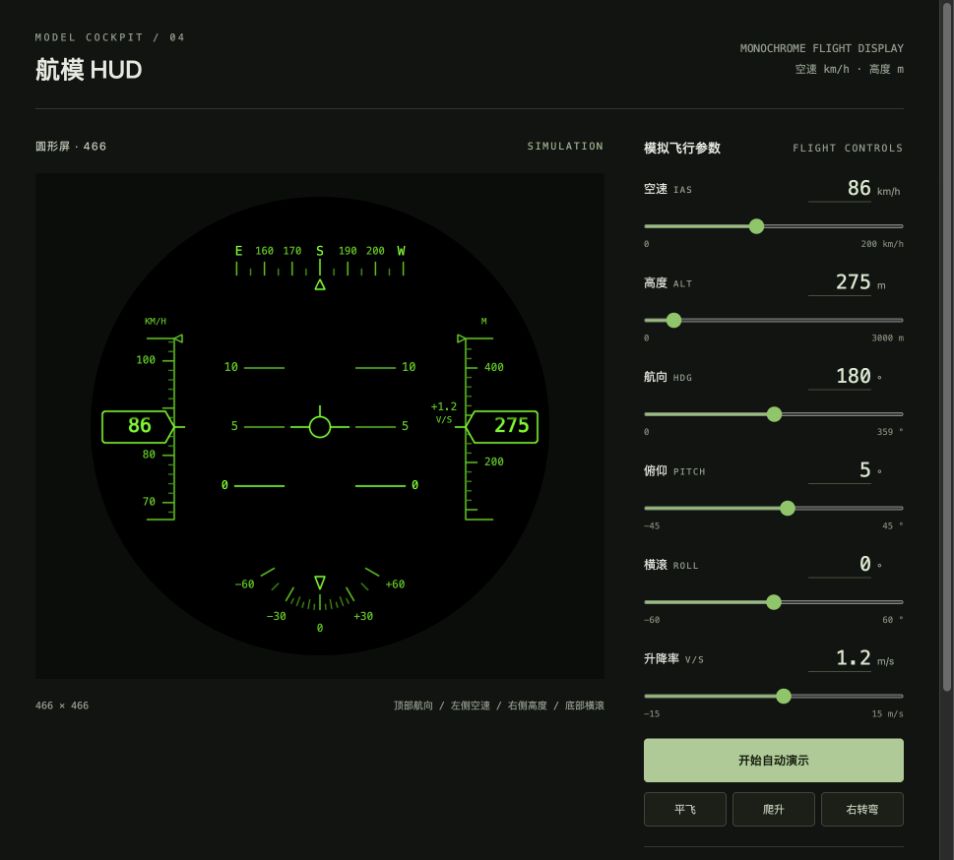 MODEL COCKPIT / 04
航模 HUD
MONOCHROME FLIGHT DISPLAY
空速 km/h · 高度 m
圆形屏 · 466
SIMULATION
E 160 170 S 190 200 W
KM/H
100
86
80
70
10 10
5 5
0 0
+1.2
V/S
M
400
275
200
−60 +60
−30 +30
0
466 × 466
顶部航向 / 左侧空速 / 右侧高度 / 底部横滚
模拟飞行参数
FLIGHT CONTROLS
空速 IAS 86 km/h
0 200 km/h
高度 ALT 275 m
0 3000 m
航向 HDG 180 °
0 359 °
俯仰 PITCH 5 °
−45 45 °
横滚 ROLL 0 °
−60 60 °
升降率 V/S 1.2 m/s
−15 15 m/s
开始自动演示
平飞 爬升 右转弯